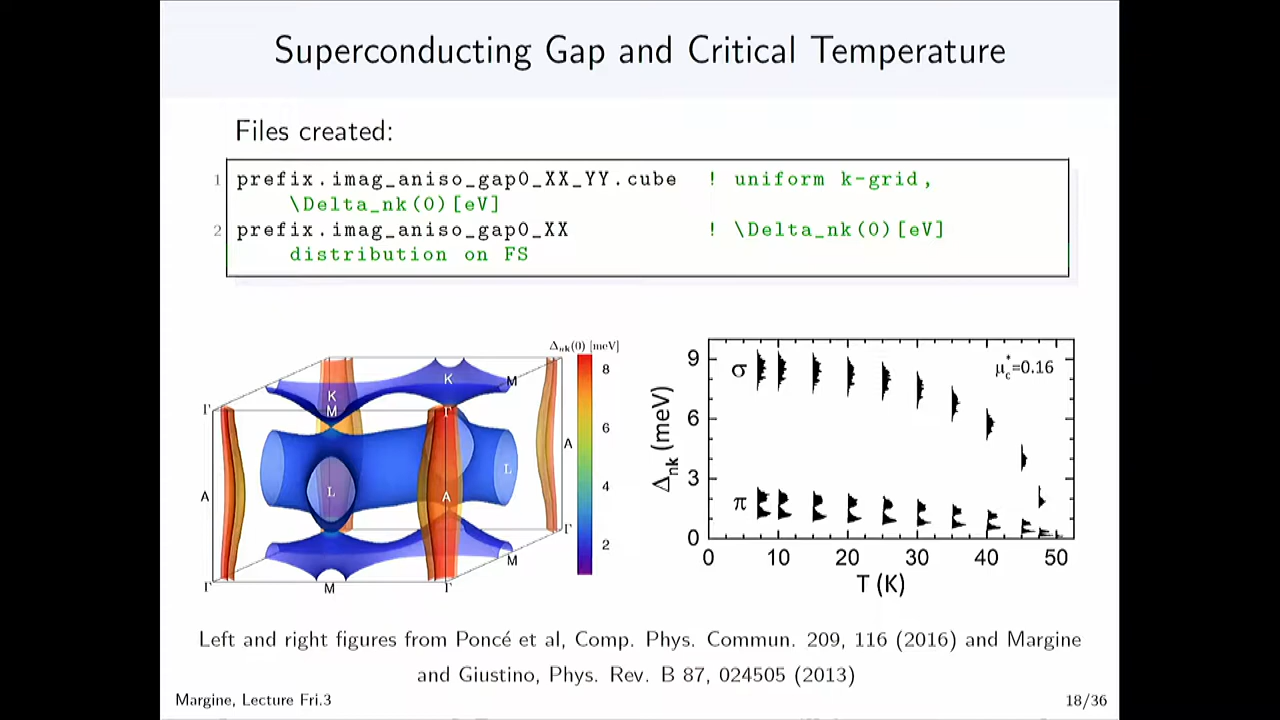 Superconducting Gap and Critical Temperature
Files created:
1 prefix.imag_aniso_gap0_XX_YY.cube ! uniform k-grid,
\Delta_nk(0)[eV]
2 prefix.imag_aniso_gap0_XX ! \Delta_nk(0)[eV]
distribution on FS
Δnk(0) [meV]
8
6
4
2
K
M
K
M
Γ
Γ
A
L
L
A
A
Γ
M
Γ
M
Γ
9
6
3
0
Δnk (meV)
σ
π
μc*=0.16
0 10 20 30 40 50
T (K)
Left and right figures from Poncé et al, Comp. Phys. Commun. 209, 116 (2016) and Margine
and Giustino, Phys. Rev. B 87, 024505 (2013)
Margine, Lecture Fri.3
18/36